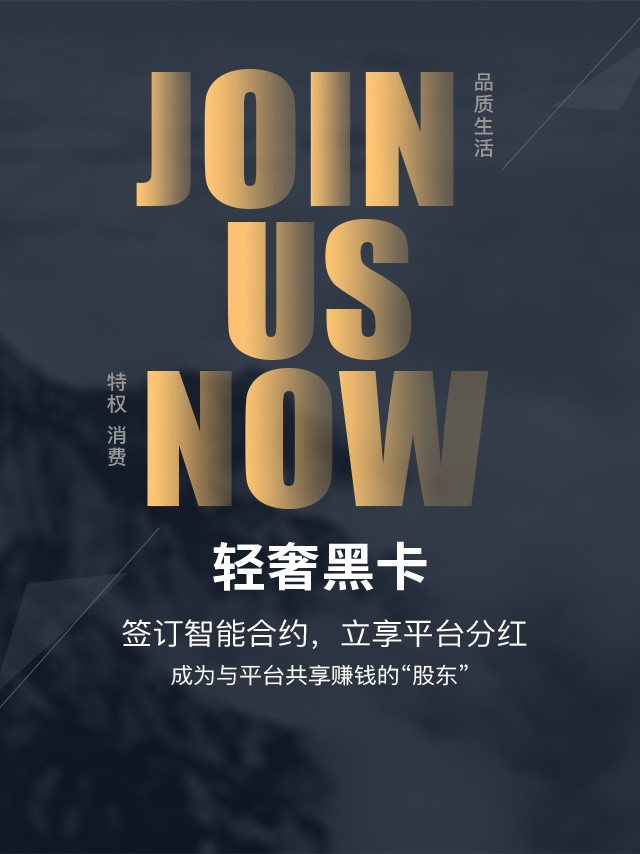 JOIN
品质生活
US
NOW
特权 消费
轻奢黑卡
签订智能合约，立享平台分红
成为与平台共享赚钱的“股东”